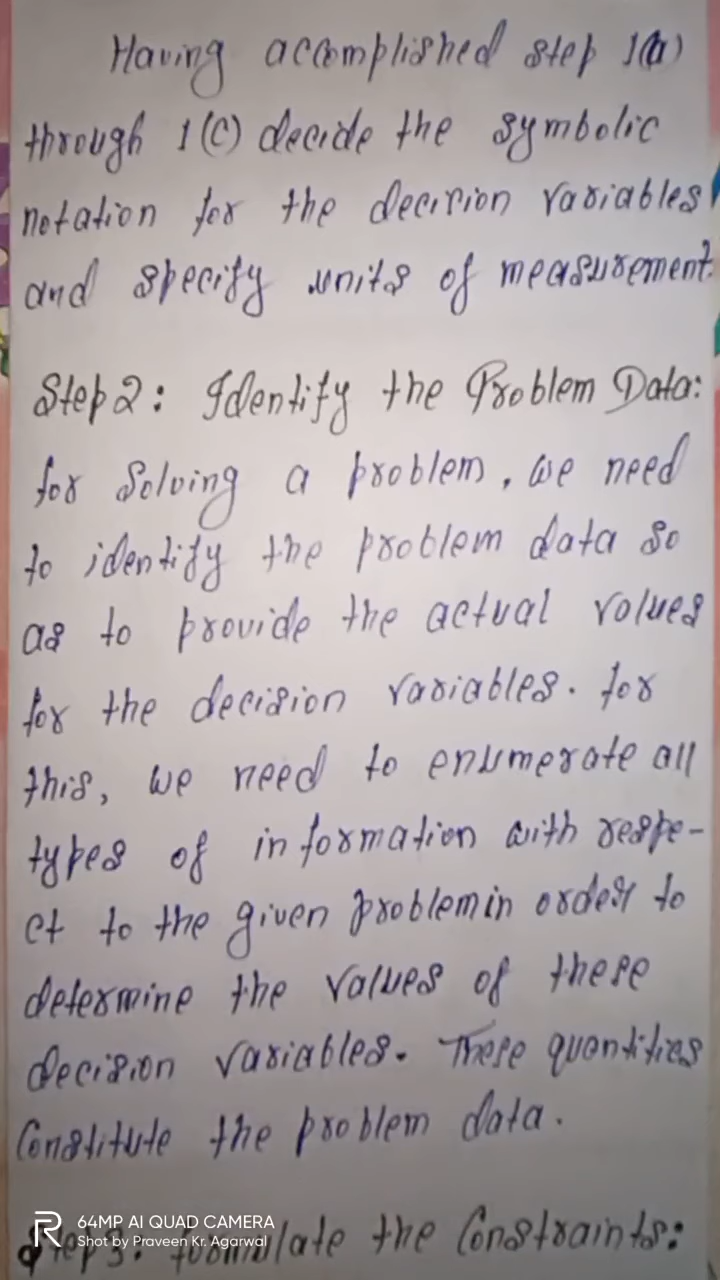 Having accomplished step 1(a)
through 1(c) decide the symbolic
notation for the decision variables
and specify units of measurement.
Step 2: Identify the Problem Data:
for solving a problem, we need
to identify the problem data so
as to provide the actual values
for the decision variables. for
this, we need to enumerate all
types of information with respe-
ct to the given problem in order to
determine the values of these
decision variables. These quantities
Constitute the problem data.
Step 3: formulate the Constraints:
64MP AI QUAD CAMERA
Shot by Praveen Kr. Agarwal